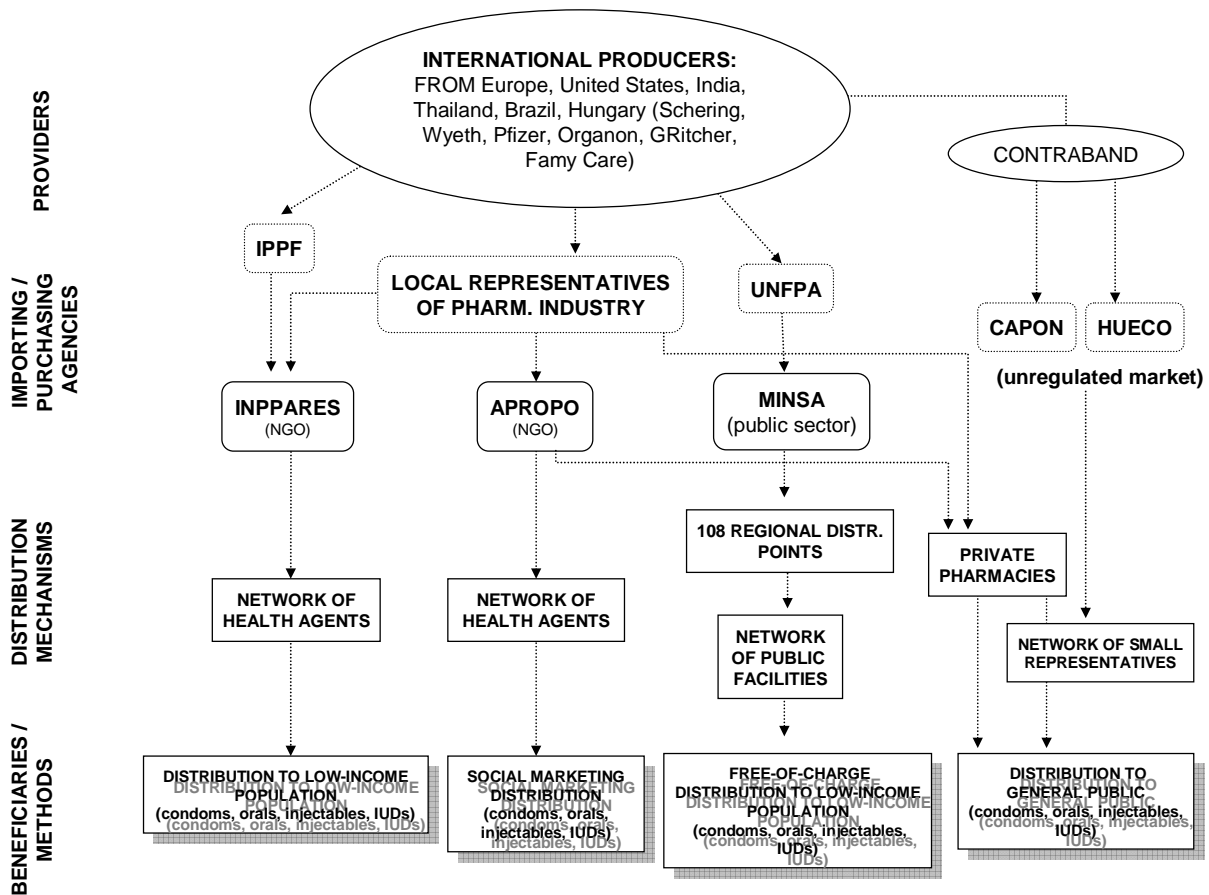 PROVIDERS
INTERNATIONAL PRODUCERS:
FROM Europe, United States, India,
Thailand, Brazil, Hungary (Schering,
Wyeth, Pfizer, Organon, GRitcher,
Famy Care)
CONTRABAND
IMPORTING /
PURCHASING
AGENCIES
IPPF
LOCAL REPRESENTATIVES
OF PHARM. INDUSTRY
UNFPA
CAPON
HUECO
(unregulated market)
INPPARES
(NGO)
APROPO
(NGO)
MINSA
(public sector)
DISTRIBUTION
MECHANISMS
108 REGIONAL DISTR.
POINTS
PRIVATE
PHARMACIES
NETWORK OF
HEALTH AGENTS
NETWORK OF
HEALTH AGENTS
NETWORK
OF PUBLIC
FACILITIES
NETWORK OF SMALL
REPRESENTATIVES
BENEFICIARIES /
METHODS
DISTRIBUTION TO LOW-INCOME
POPULATION
(condoms, orals, injectables, IUDs)
SOCIAL MARKETING
DISTRIBUTION
(condoms, orals,
injectables, IUDs)
FREE-OF-CHARGE
DISTRIBUTION TO LOW-INCOME
POPULATION
(condoms, orals, injectables,
IUDs)
DISTRIBUTION TO
GENERAL PUBLIC
(condoms, orals, injectables,
IUDs)